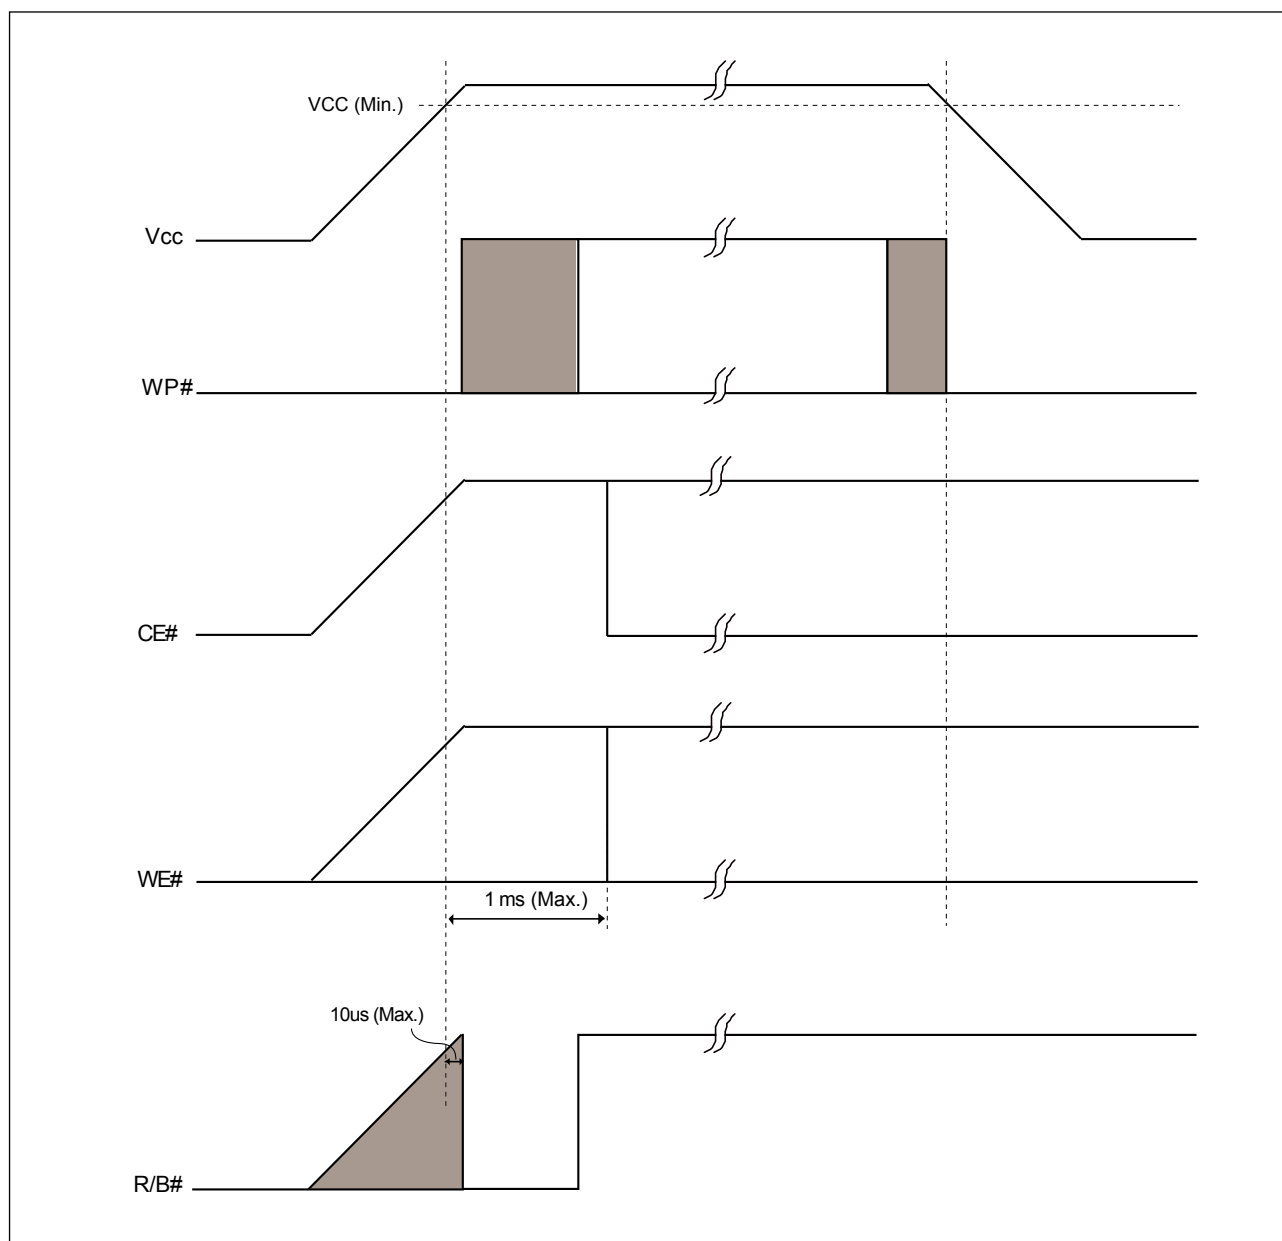 VCC (Min.)
Vcc
WP#
CE#
WE#
1 ms (Max.)
10us (Max.)
R/B#